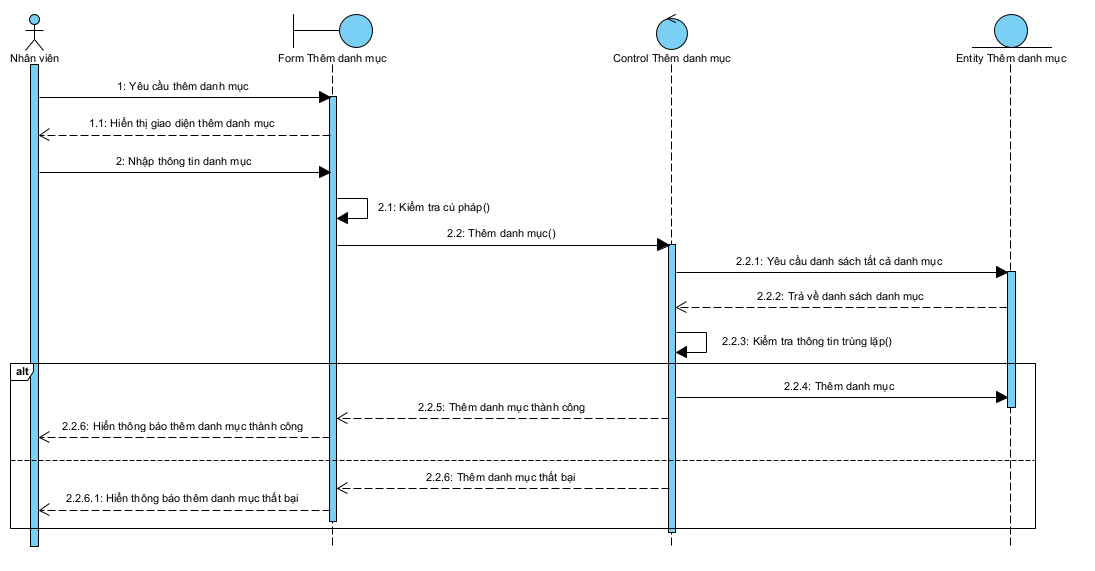 Nhân viên
Form Thêm danh mục
Control Thêm danh mục
Entity Thêm danh mục
1: Yêu cầu thêm danh mục
1.1: Hiển thị giao diện thêm danh mục
2: Nhập thông tin danh mục
2.1: Kiểm tra cú pháp()
2.2: Thêm danh mục()
2.2.1: Yêu cầu danh sách tất cả danh mục
2.2.2: Trả về danh sách danh mục
2.2.3: Kiểm tra thông tin trùng lặp()
alt
2.2.4: Thêm danh mục
2.2.5: Thêm danh mục thành công
2.2.6: Hiển thông báo thêm danh mục thành công
2.2.6: Thêm danh mục thất bại
2.2.6.1: Hiển thông báo thêm danh mục thất bại